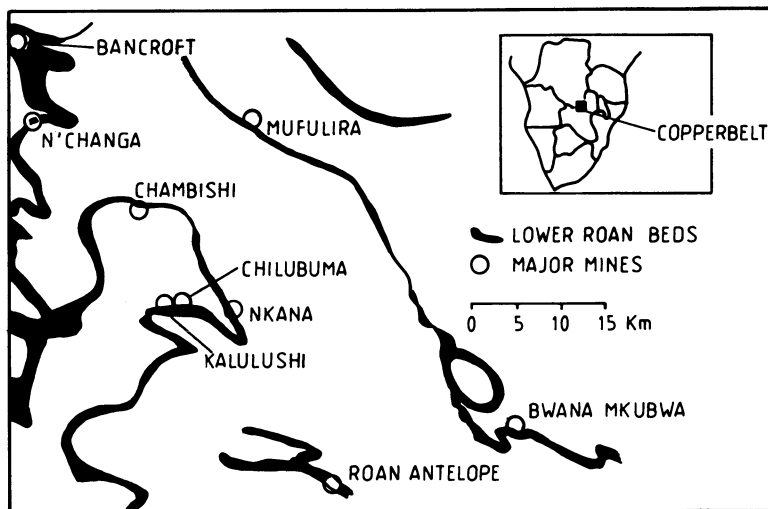 BANCROFT
N'CHANGA
MUFULIRA
COPPERBELT
CHAMBISHI
LOWER ROAN BEDS
MAJOR MINES
CHILUBUMA
NKANA
0 5 10 15 Km
KALULUSHI
BWANA MKUBWA
ROAN ANTELOPE